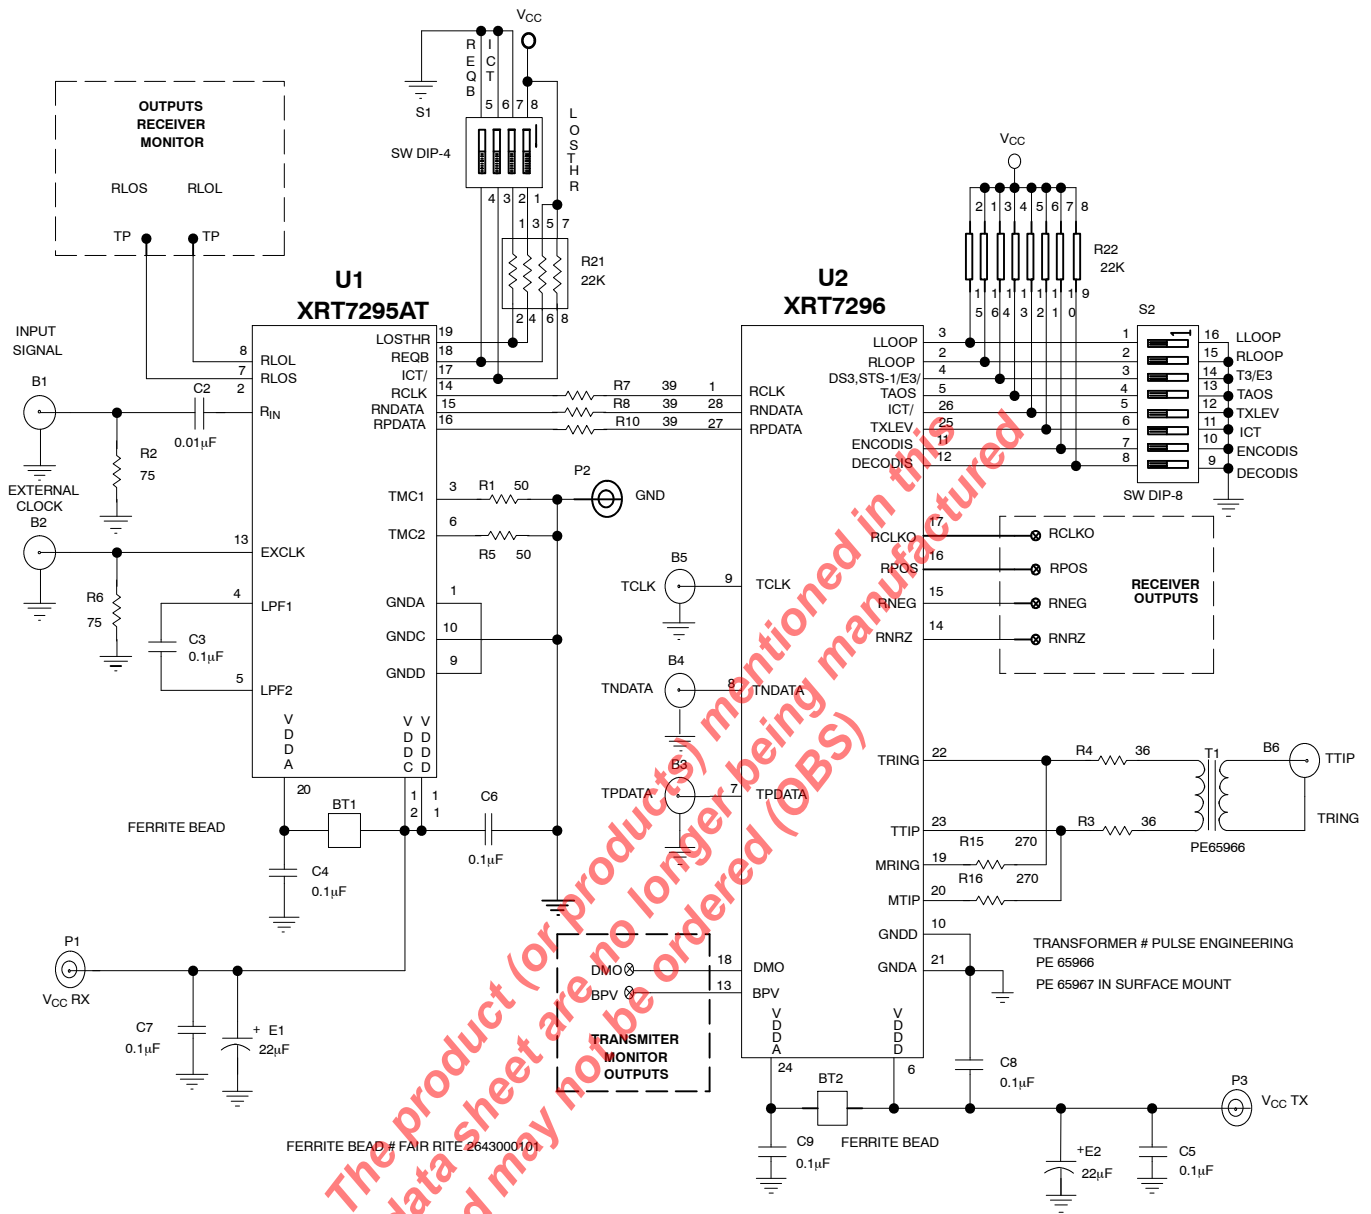 VCC
R
E
Q
B
I
C
T
S1
5 6 7 8
SW DIP-4
L
O
S
T
H
R
4 3 2 1
1 3 5 7
R21
22K
2 4 6 8
OUTPUTS
RECEIVER
MONITOR
RLOS RLOL
TP TP
U1
XRT7295AT
INPUT
SIGNAL
B1
C2
0.01µF
R2
75
EXTERNAL
CLOCK
B2
R6
75
C3
0.1µF
8 RLOL
7 RLOS
2 RIN
13 EXCLK
4 LPF1
5 LPF2
LOSTHR 19
REQB 18
ICT/ 17
RCLK 14
RNDATA 15
RPDATA 16
TMC1 3 R1 50
TMC2 6 R5 50
GNDA 1
GNDC 10
GNDD 9
P2
GND
V
D
D
A
V
D
D
C
V
D
D
D
20
1
2
1
1
BT1
FERRITE BEAD
C4
0.1µF
C6
0.1µF
P1
VCC RX
C7
0.1µF
+ E1
22µF
FERRITE BEAD # FAIR RITE 2643000101
R7 39 1
R8 39 28
R10 39 27
U2
XRT7296
RCLK
RNDATA
RPDATA
B5
TCLK 9 TCLK
B4
TNDATA 8 TNDATA
B3
TPDATA 7 TPDATA
18 DMO
13 BPV
DMO
BPV
TRANSMITER
MONITOR
OUTPUTS
LLOOP 3
RLOOP 2
DS3,STS-1/E3/ 4
TAOS 5
ICT/ 26
TXLEV 25
ENCODIS 11
DECODIS 12
VCC
2 1 3 4 5 6 7 8
R22
22K
1 1 1 1 1 1 1 9
5 6 4 3 2 1 0
S2
1 16 LLOOP
2 15 RLOOP
3 14 T3/E3
4 13 TAOS
5 12 TXLEV
6 11 ICT
7 10 ENCODIS
8 9 DECODIS
SW DIP-8
RCLKO 17 RCLKO
RPOS 16 RPOS
RNEG 15 RNEG
RNRZ 14 RNRZ
RECEIVER
OUTPUTS
TRING 22 R4 36
T1
B6
TTIP
TRING
TTIP 23 R3 36
PE65966
MRING 19 R15 270
MTIP 20 R16 270
GNDD 10
GNDA 21
TRANSFORMER # PULSE ENGINEERING
PE 65966
PE 65967 IN SURFACE MOUNT
V
D
D
A
V
D
D
D
24
6
BT2
FERRITE BEAD
C8
0.1µF
C9
0.1µF
P3
VCC TX
+E2
22µF
C5
0.1µF
The product (or products) mentioned in this
data sheet are no longer being manufactured
d may not be ordered (OBS)